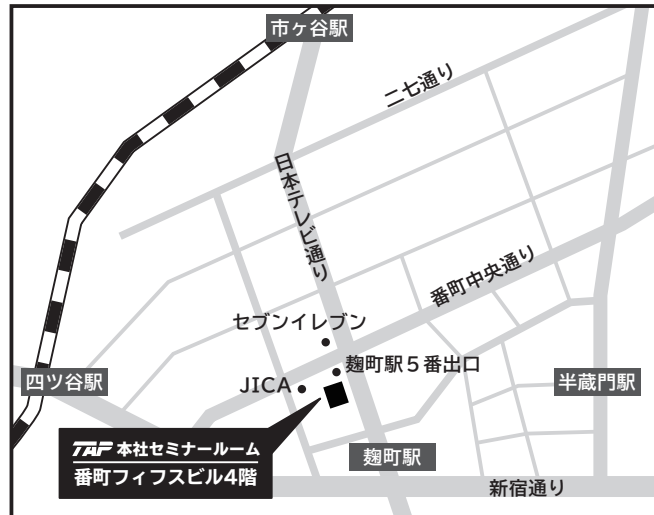 市ヶ谷駅
二七通り
日本テレビ通り
番町中央通り
セブンイレブン
麹町駅5番出口
JICA
四ツ谷駅
半蔵門駅
TAP 本社セミナールーム
番町フィフスビル4階
麹町駅
新宿通り